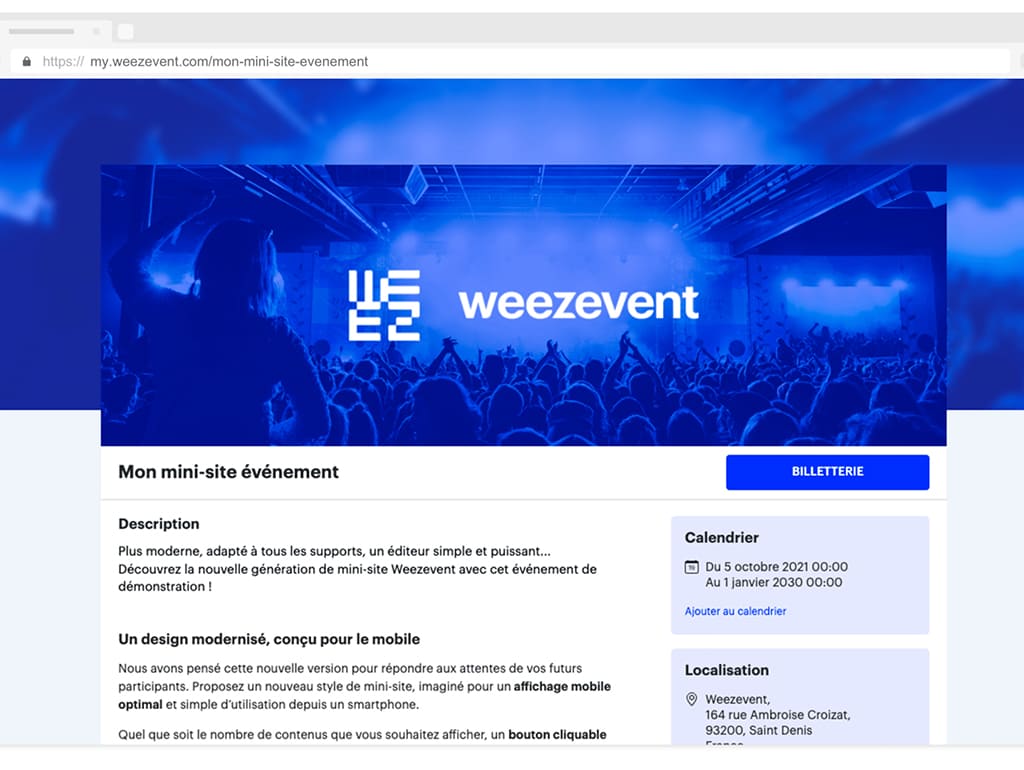 https:// my.weezevent.com/mon-mini-site-evenement
WEEZ
weezevent
Mon mini-site événement
BILLETTERIE
Description
Plus moderne, adapté à tous les supports, un éditeur simple et puissant...
Découvrez la nouvelle génération de mini-site Weezevent avec cet événement de
démonstration !
Un design modernisé, conçu pour le mobile
Nous avons pensé cette nouvelle version pour répondre aux attentes de vos futurs
participants. Proposez un nouveau style de mini-site, imaginé pour un affichage mobile
optimal et simple d'utilisation depuis un smartphone.
Quel que soit le nombre de contenus que vous souhaitez afficher, un bouton cliquable
Calendrier
Du 5 octobre 2021 00:00
Au 1 janvier 2030 00:00
Ajouter au calendrier
Localisation
Weezevent,
164 rue Ambroise Croizat,
93200, Saint Denis
France